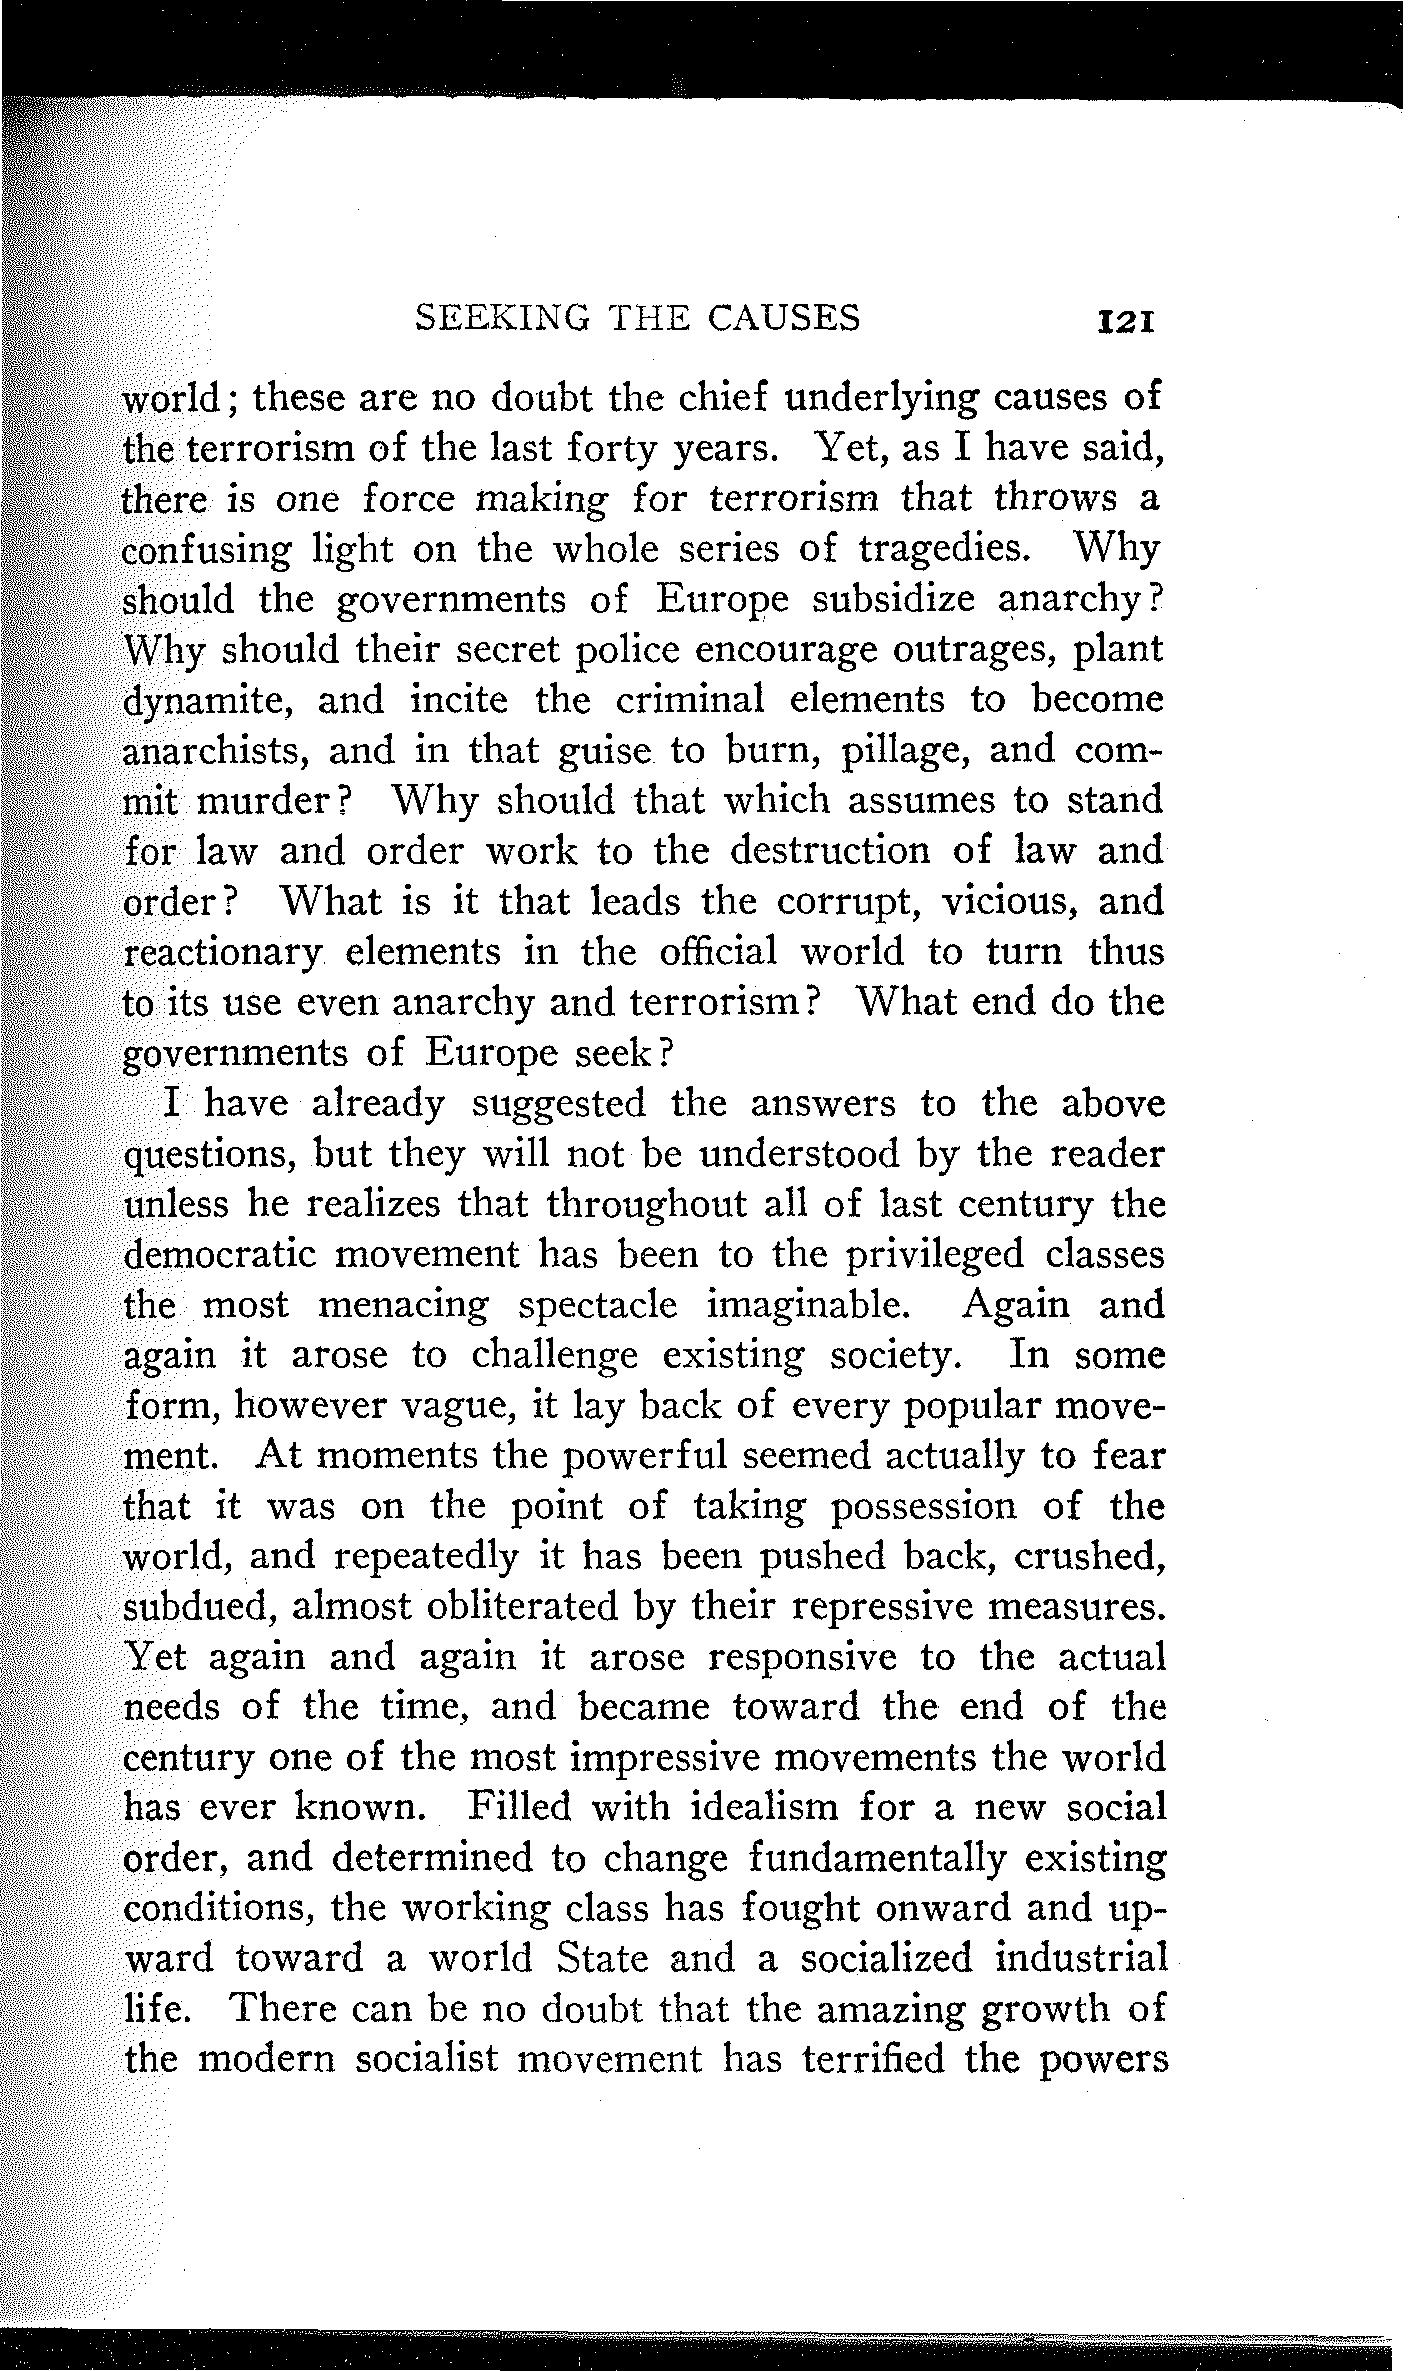 SEEKING THE CAUSES 121
world; these are no doubt the chief underlying causes of
the terrorism of the last forty years. Yet, as I have said,
there is one force making for terrorism that throws a
confusing light on the whole series of tragedies. Why
should the governments of Europe subsidize anarchy?
Why should their secret police encourage outrages, plant
dynamite, and incite the criminal elements to become
anarchists, and in that guise to burn, pillage, and com-
mit murder? Why should that which assumes to stand
for law and order work to the destruction of law and
order? What is it that leads the corrupt, vicious, and
reactionary elements in the official world to turn thus
to its use even anarchy and terrorism? What end do the
governments of Europe seek?
I have already suggested the answers to the above
questions, but they will not be understood by the reader
unless he realizes that throughout all of last century the
democratic movement has been to the privileged classes
the most menacing spectacle imaginable. Again and
again it arose to challenge existing society. In some
form, however vague, it lay back of every popular move-
ment. At moments the powerful seemed actually to fear
that it was on the point of taking possession of the
world, and repeatedly it has been pushed back, crushed,
subdued, almost obliterated by their repressive measures.
Yet again and again it arose responsive to the actual
needs of the time, and became toward the end of the
century one of the most impressive movements the world
has ever known. Filled with idealism for a new social
order, and determined to change fundamentally existing
conditions, the working class has fought onward and up-
ward toward a world State and a socialized industrial
life. There can be no doubt that the amazing growth of
the modern socialist movement has terrified the powers